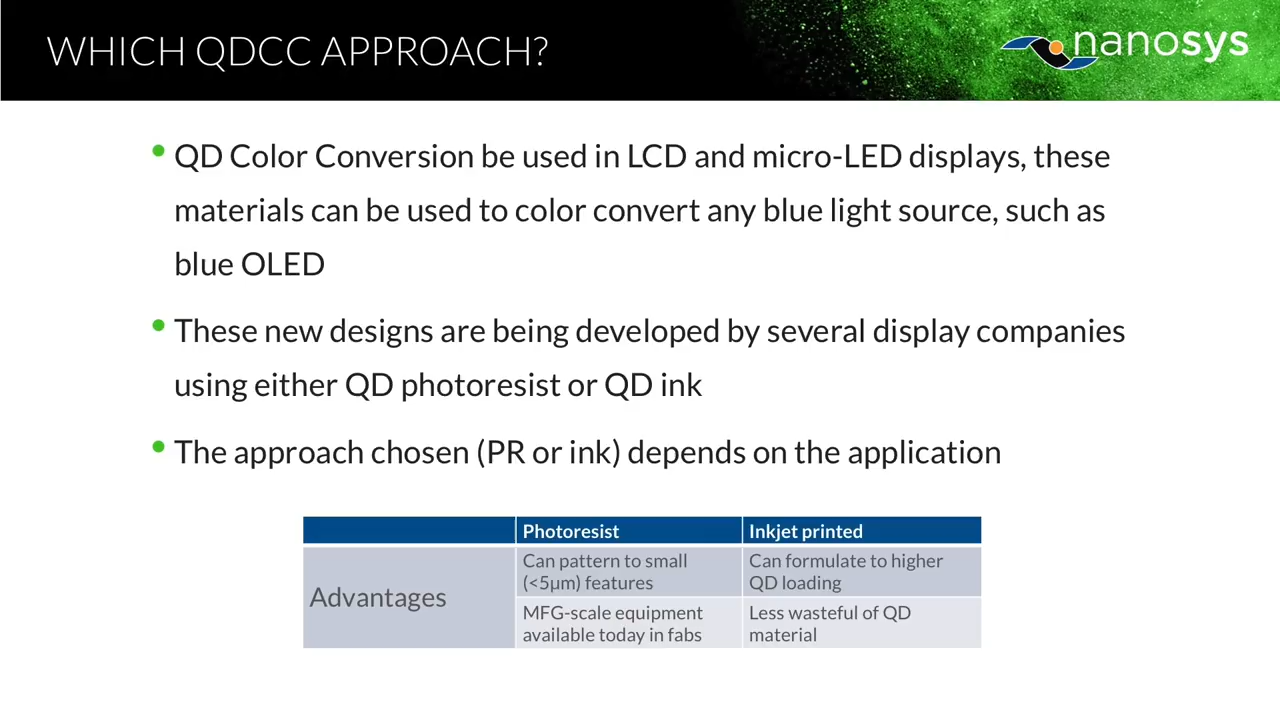 WHICH QDCC APPROACH?
nanosys
• QD Color Conversion be used in LCD and micro-LED displays, these
materials can be used to color convert any blue light source, such as
blue OLED
• These new designs are being developed by several display companies
using either QD photoresist or QD ink
• The approach chosen (PR or ink) depends on the application
Photoresist
Inkjet printed
Advantages
Can pattern to small
(<5μm) features
Can formulate to higher
QD loading
MFG-scale equipment
available today in fabs
Less wasteful of QD
material